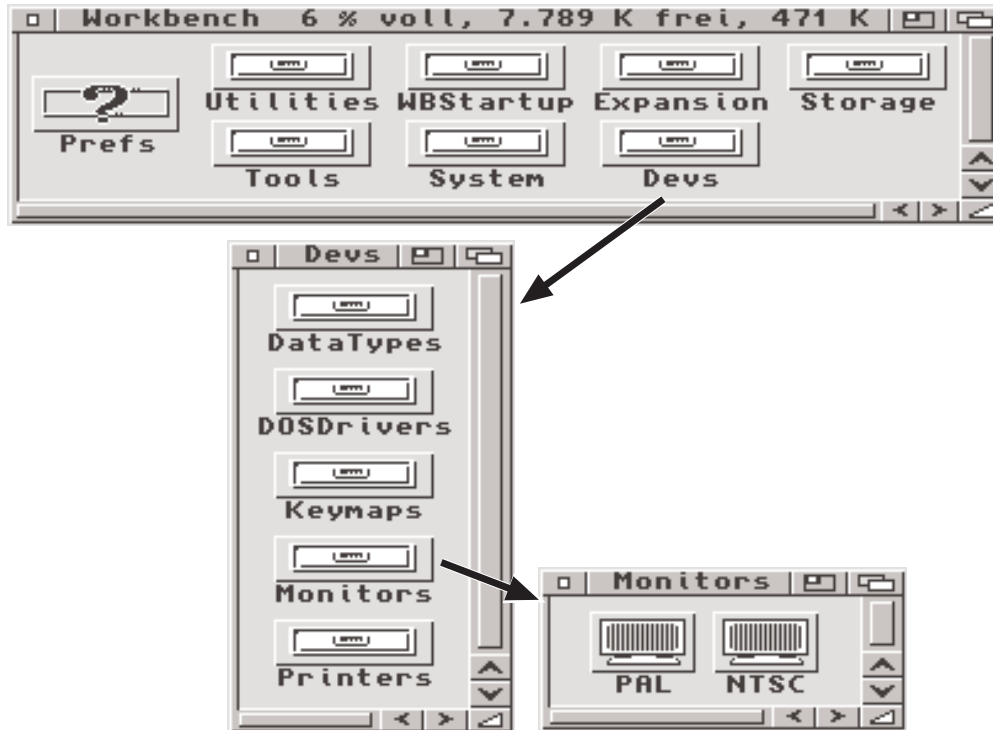 Workbench 6 % voll, 7.789 K frei, 471 K
Prefs
Utilities WBStartup Expansion Storage
Tools System Devs
Devs
DataTypes
DOSDrivers
Keymaps
Monitors
Printers
Monitors
PAL NTSC